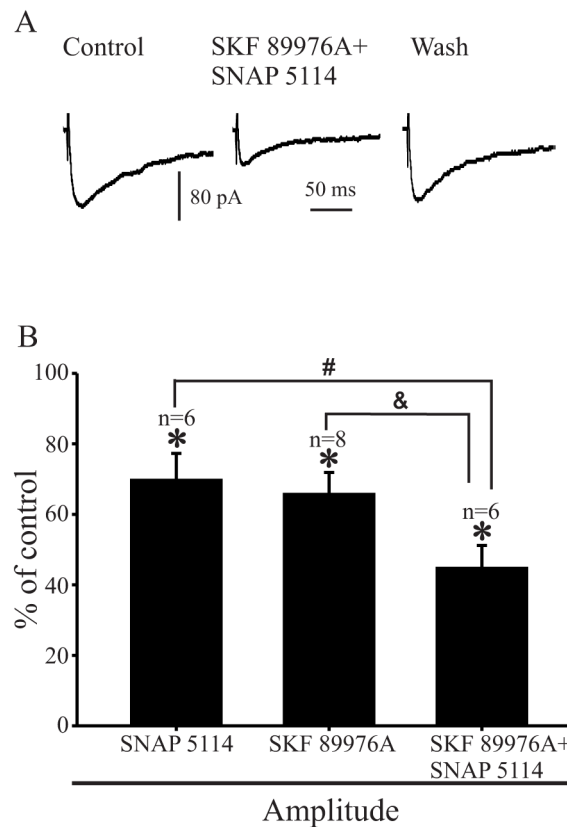 A
Control
SKF 89976A+
SNAP 5114
Wash
80 pA
50 ms
B
% of control
100
80
60
40
20
0
#
&
n=6
*
n=8
*
n=6
*
SNAP 5114
SKF 89976A
SKF 89976A+
SNAP 5114
Amplitude